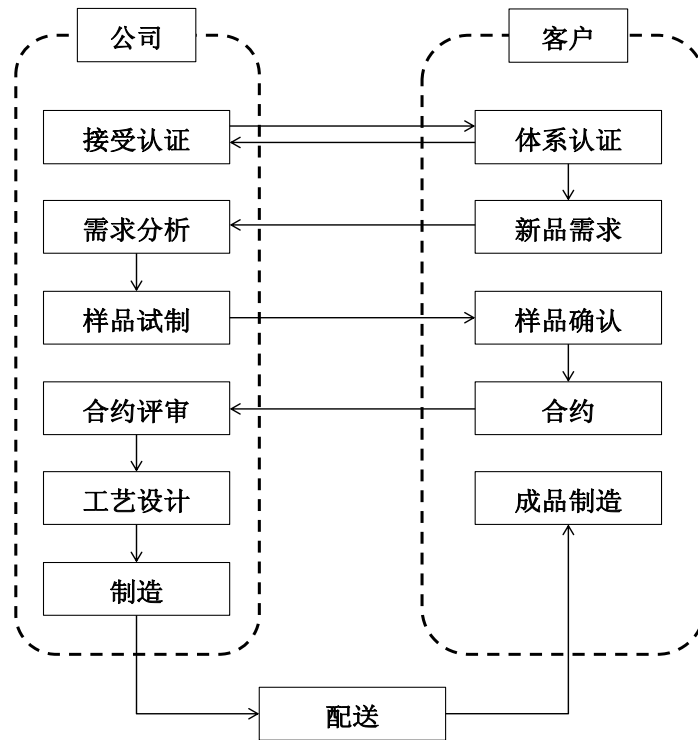 公司
客户
接受认证
体系认证
需求分析
新品需求
样品试制
样品确认
合约评审
合约
工艺设计
成品制造
制造
配送